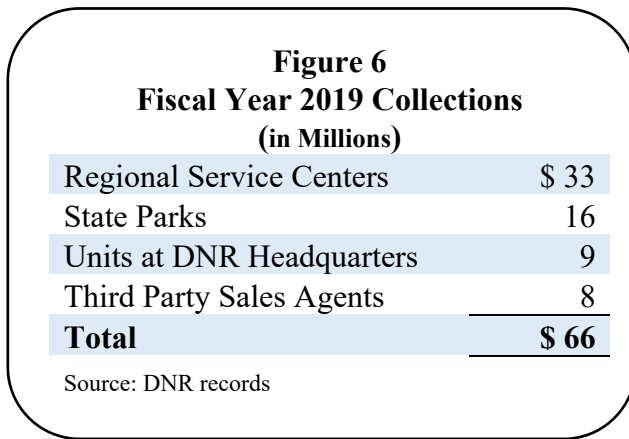 Figure 6
Fiscal Year 2019 Collections
(in Millions)
Regional Service Centers $ 33
State Parks 16
Units at DNR Headquarters 9
Third Party Sales Agents 8
Total $ 66
Source: DNR records